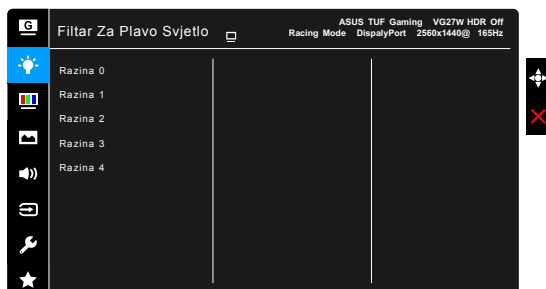 G
Filtar Za Plavo Svjetlo
ASUS TUF Gaming VG27W HDR Off
Racing Mode DispalyPort 2560x1440@ 165Hz
Razina 0
Razina 1
Razina 2
Razina 3
Razina 4